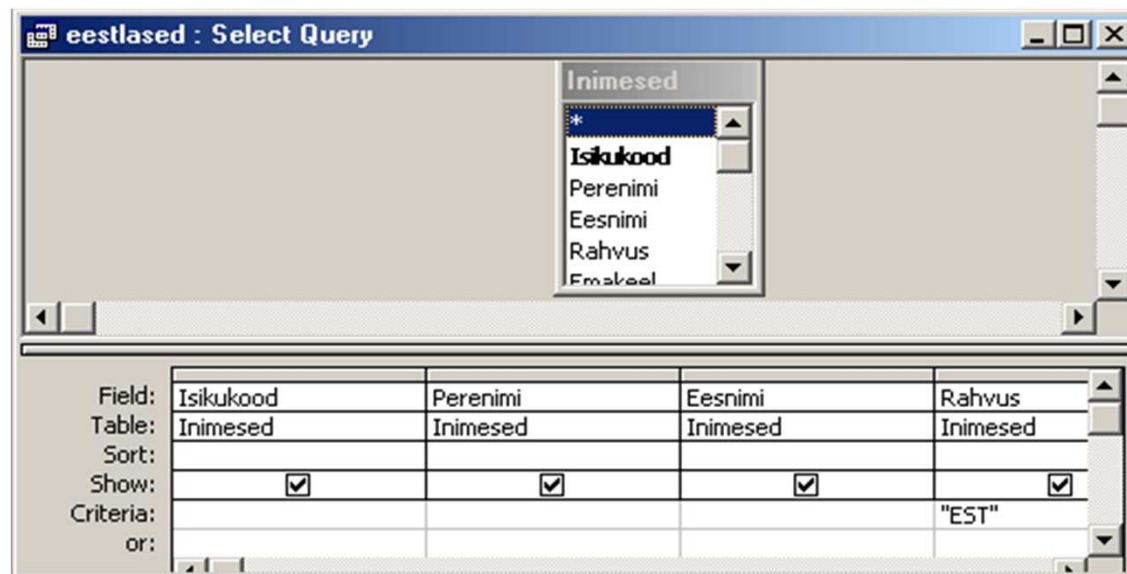 eestlased : Select Query
Inimesed
*
Isikukood
Perenimi
Eesnimi
Rahvus
Emakeel
Field: Isikukood Perenimi Eesnimi Rahvus
Table: Inimesed Inimesed Inimesed Inimesed
Sort:
Show:
Criteria: "EST"
or: